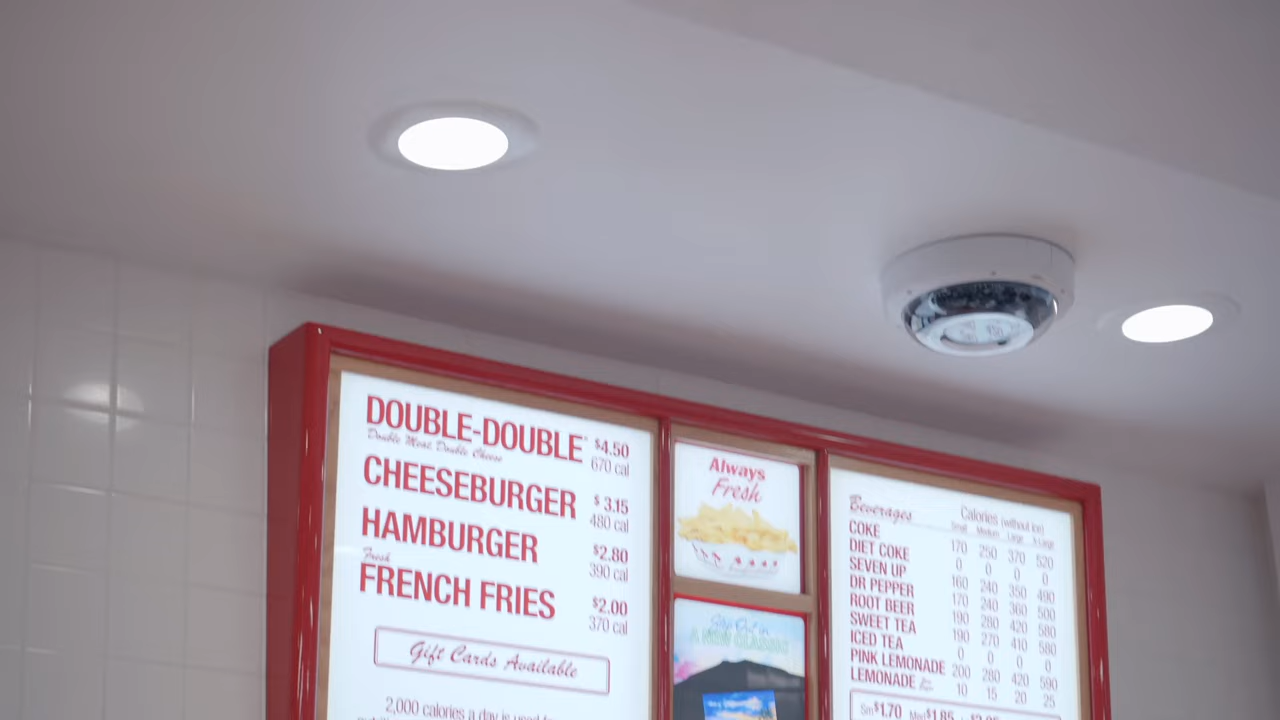 DOUBLE-DOUBLE $4.50
Double Meat Double Cheese 670 cal
CHEESEBURGER $3.15
480 cal
HAMBURGER $2.80
390 cal
Fresh
FRENCH FRIES $2.00
370 cal
Gift Cards Available
2,000 calories a day is used
Always
Fresh
A NEW CLASSIC
Beverages Calories (without ice)
Small Medium Large X-Large
COKE 170 250 370 520
DIET COKE 0 0 0 0
SEVEN UP 160 240 350 490
DR PEPPER 170 240 360 500
ROOT BEER 190 280 420 580
SWEET TEA 190 270 410 580
ICED TEA 0 0 0 0
PINK LEMONADE 200 280 420 590
LEMONADE 10 15 20 25
Sm $1.70 Med $1.85